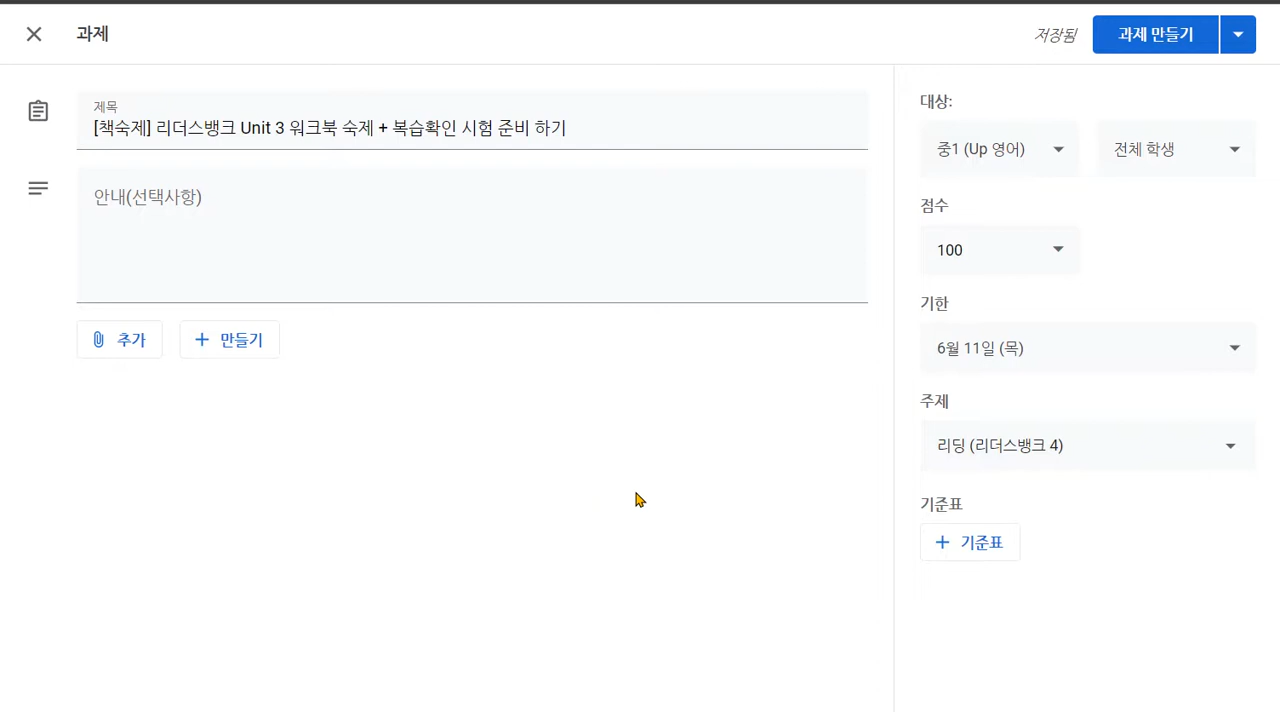 과제
저장됨
과제 만들기
제목
[책숙제] 리더스뱅크 Unit 3 워크북 숙제 + 복습확인 시험 준비 하기
안내(선택사항)
추가
만들기
대상:
중1 (Up 영어)
전체 학생
점수
100
기한
6월 11일 (목)
주제
리딩 (리더스뱅크 4)
기준표
기준표